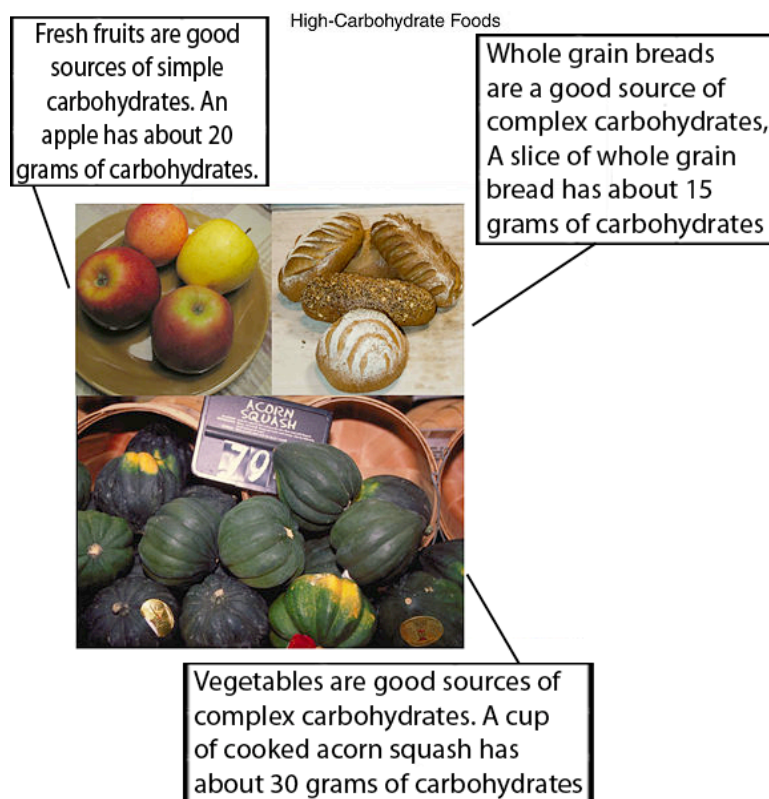 High-Carbohydrate Foods
Fresh fruits are good
sources of simple
carbohydrates. An
apple has about 20
grams of carbohydrates.
Whole grain breads
are a good source of
complex carbohydrates,
A slice of whole grain
bread has about 15
grams of carbohydrates
ACORN
SQUASH
79
Vegetables are good sources of
complex carbohydrates. A cup
of cooked acorn squash has
about 30 grams of carbohydrates